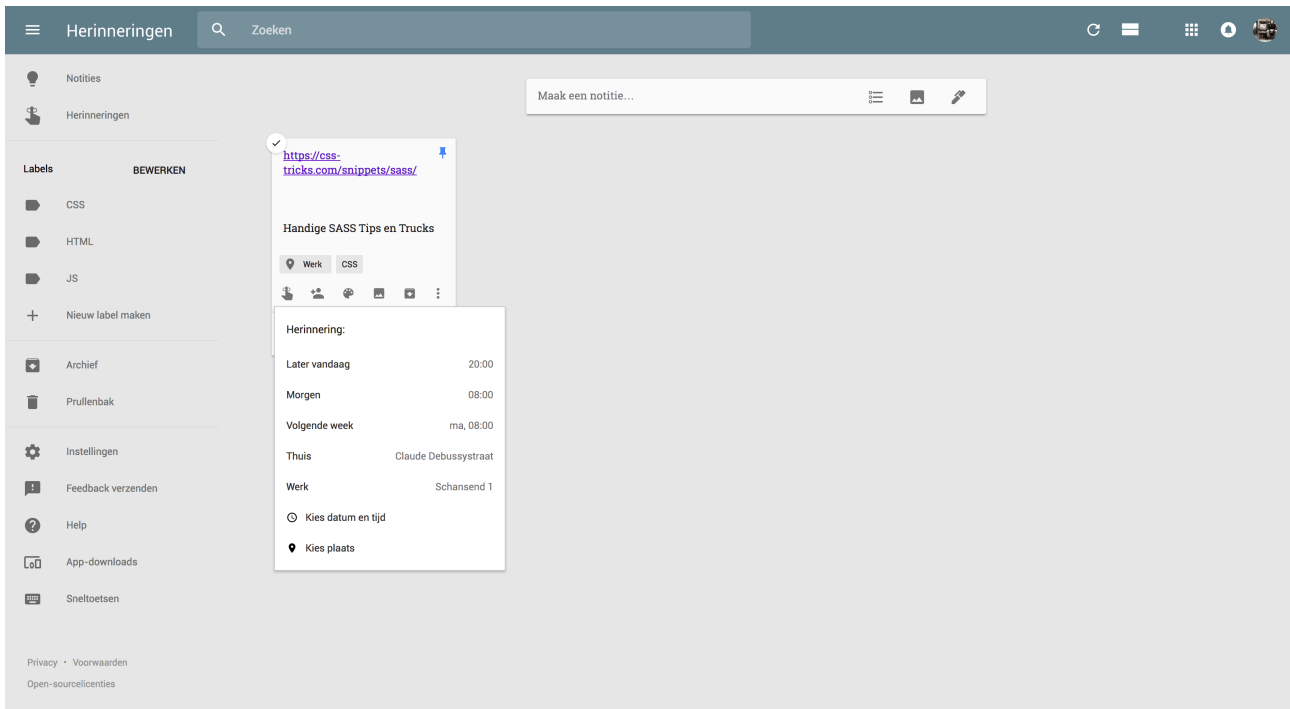 Herinneringen
Zoeken
Notities
Herinneringen
Labels BEWERKEN
CSS
HTML
JS
Nieuw label maken
Archief
Prullenbak
Instellingen
Feedback verzenden
Help
App-downloads
Sneltoetsen
Privacy • Voorwaarden
Open-sourcelicenties
Maak een notitie...
https://css-
tricks.com/snippets/sass/
Handige SASS Tips en Trucks
Werk CSS
Herinnering:
Later vandaag 20:00
Morgen 08:00
Volgende week ma, 08:00
Thuis Claude Debussystraat
Werk Schansend 1
Kies datum en tijd
Kies plaats